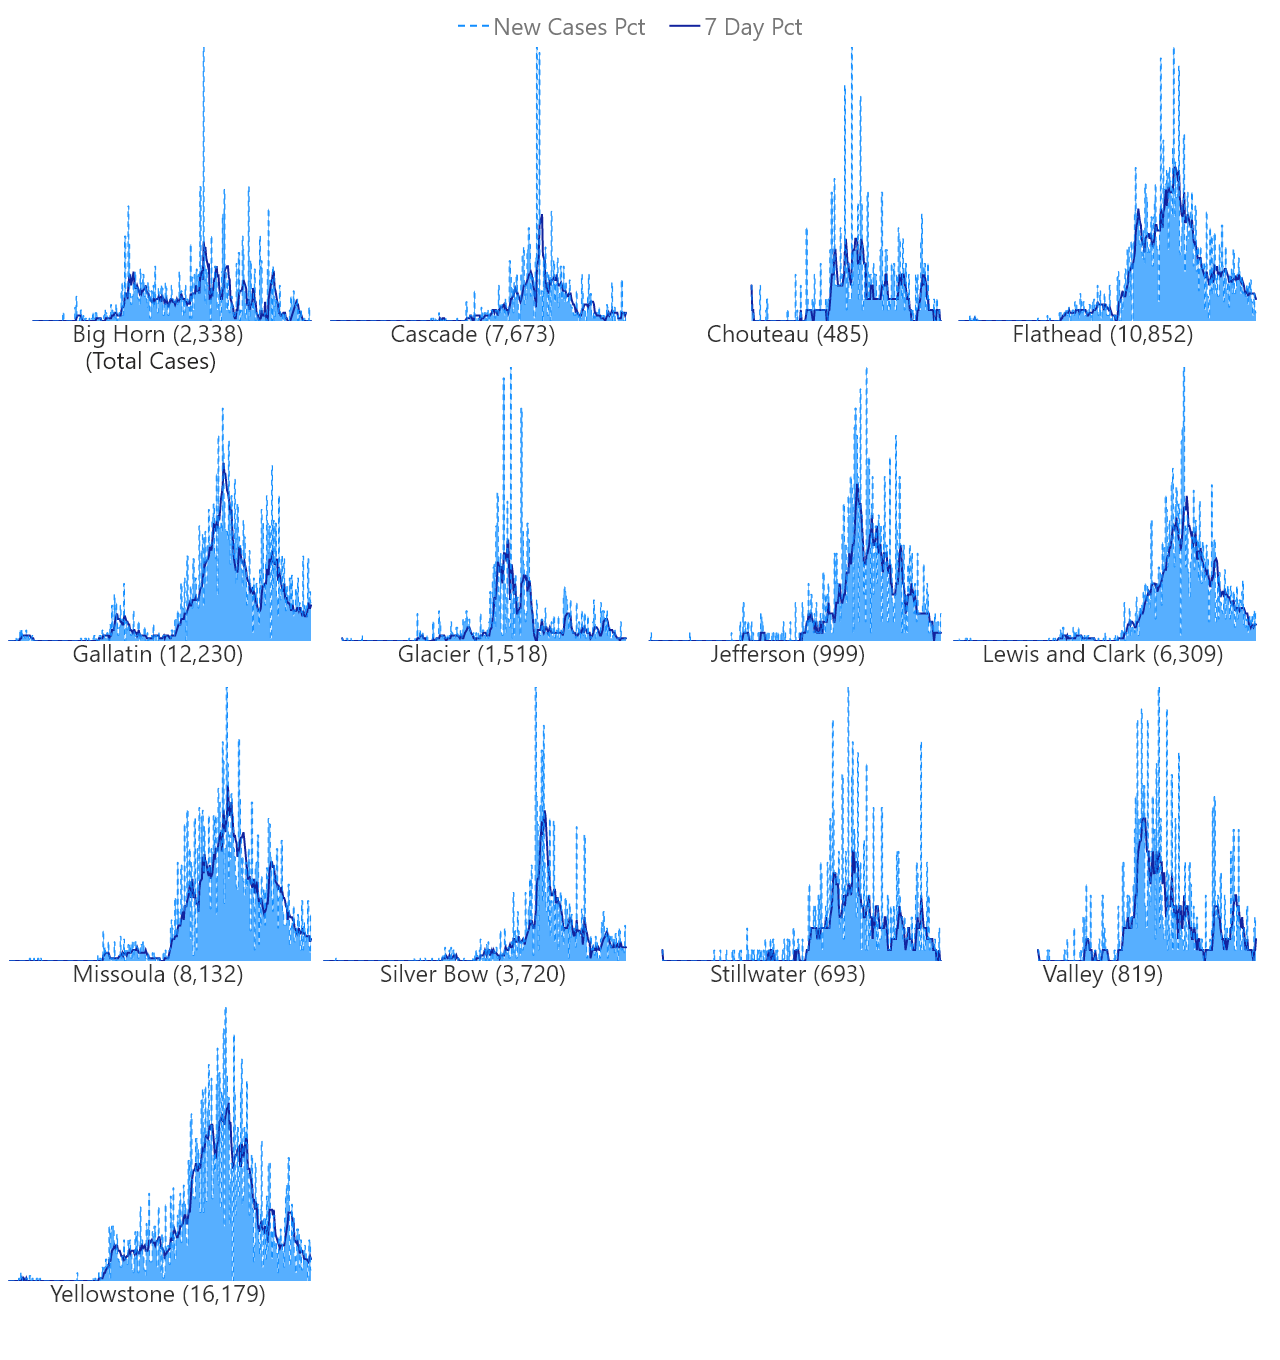 New Cases Pct 7 Day Pct
Big Horn (2,338)
(Total Cases)
Cascade (7,673)
Chouteau (485)
Flathead (10,852)
Gallatin (12,230)
Glacier (1,518)
Jefferson (999)
Lewis and Clark (6,309)
Missoula (8,132)
Silver Bow (3,720)
Stillwater (693)
Valley (819)
Yellowstone (16,179)